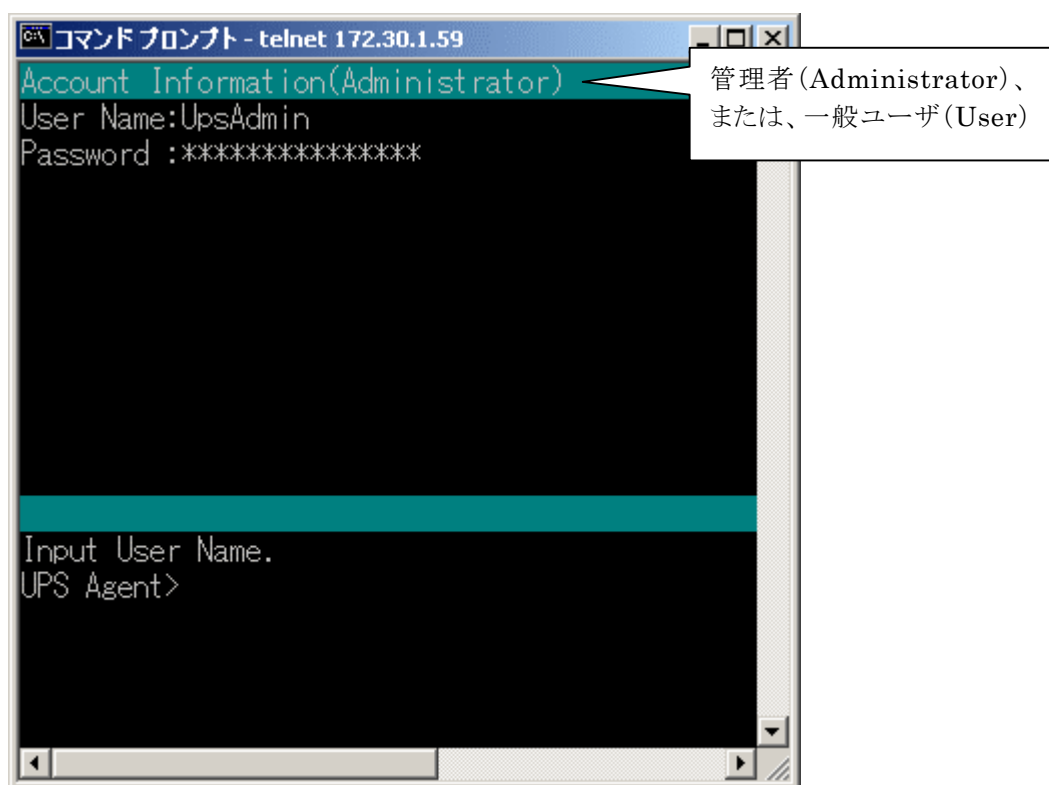 コマンド プロンプト - telnet 172.30.1.59
Account Information(Administrator)
管理者(Administrator)、
または、一般ユーザ(User)
User Name:UpsAdmin
Password :***************
Input User Name.
UPS Agent>